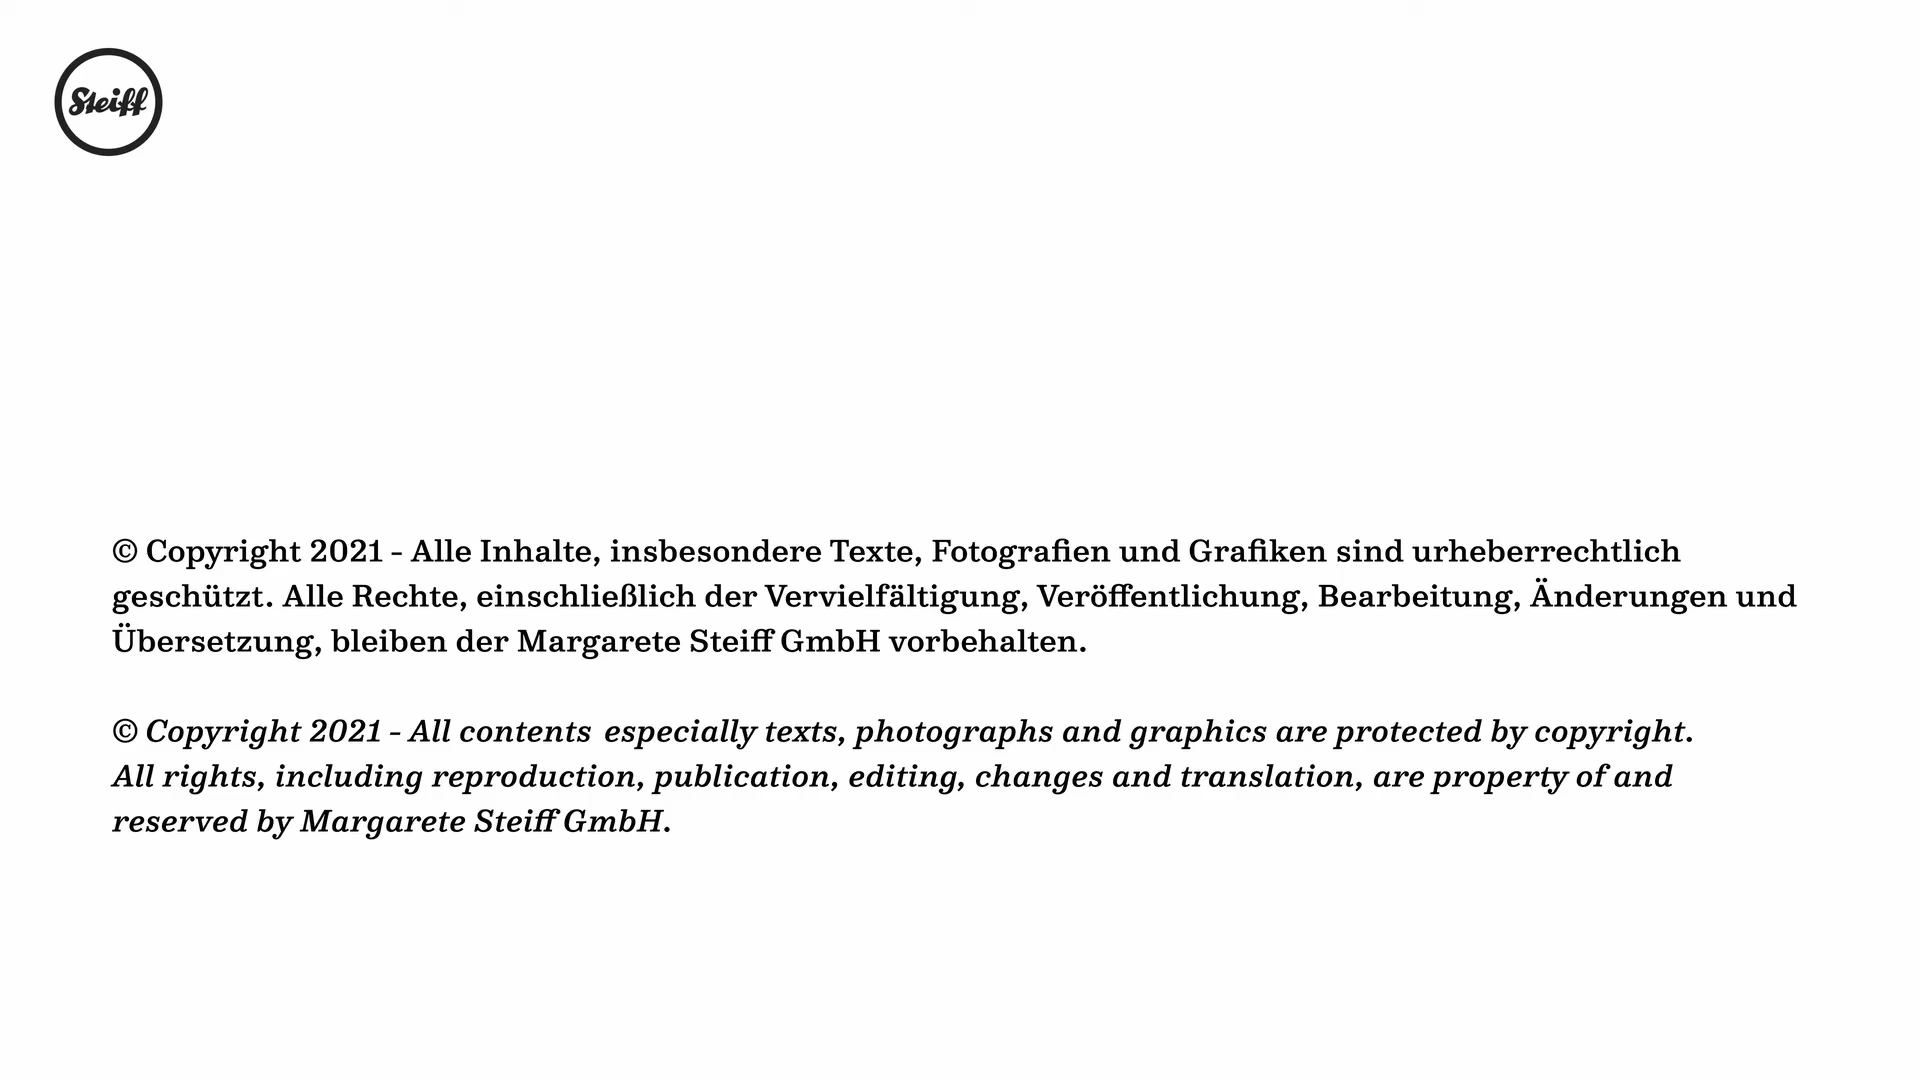 Steiff
© Copyright 2021 - Alle Inhalte, insbesondere Texte, Fotografien und Grafiken sind urheberrechtlich
geschützt. Alle Rechte, einschließlich der Vervielfältigung, Veröffentlichung, Bearbeitung, Änderungen und
Übersetzung, bleiben der Margarete Steiff GmbH vorbehalten.
© Copyright 2021 - All contents especially texts, photographs and graphics are protected by copyright.
All rights, including reproduction, publication, editing, changes and translation, are property of and
reserved by Margarete Steiff GmbH.